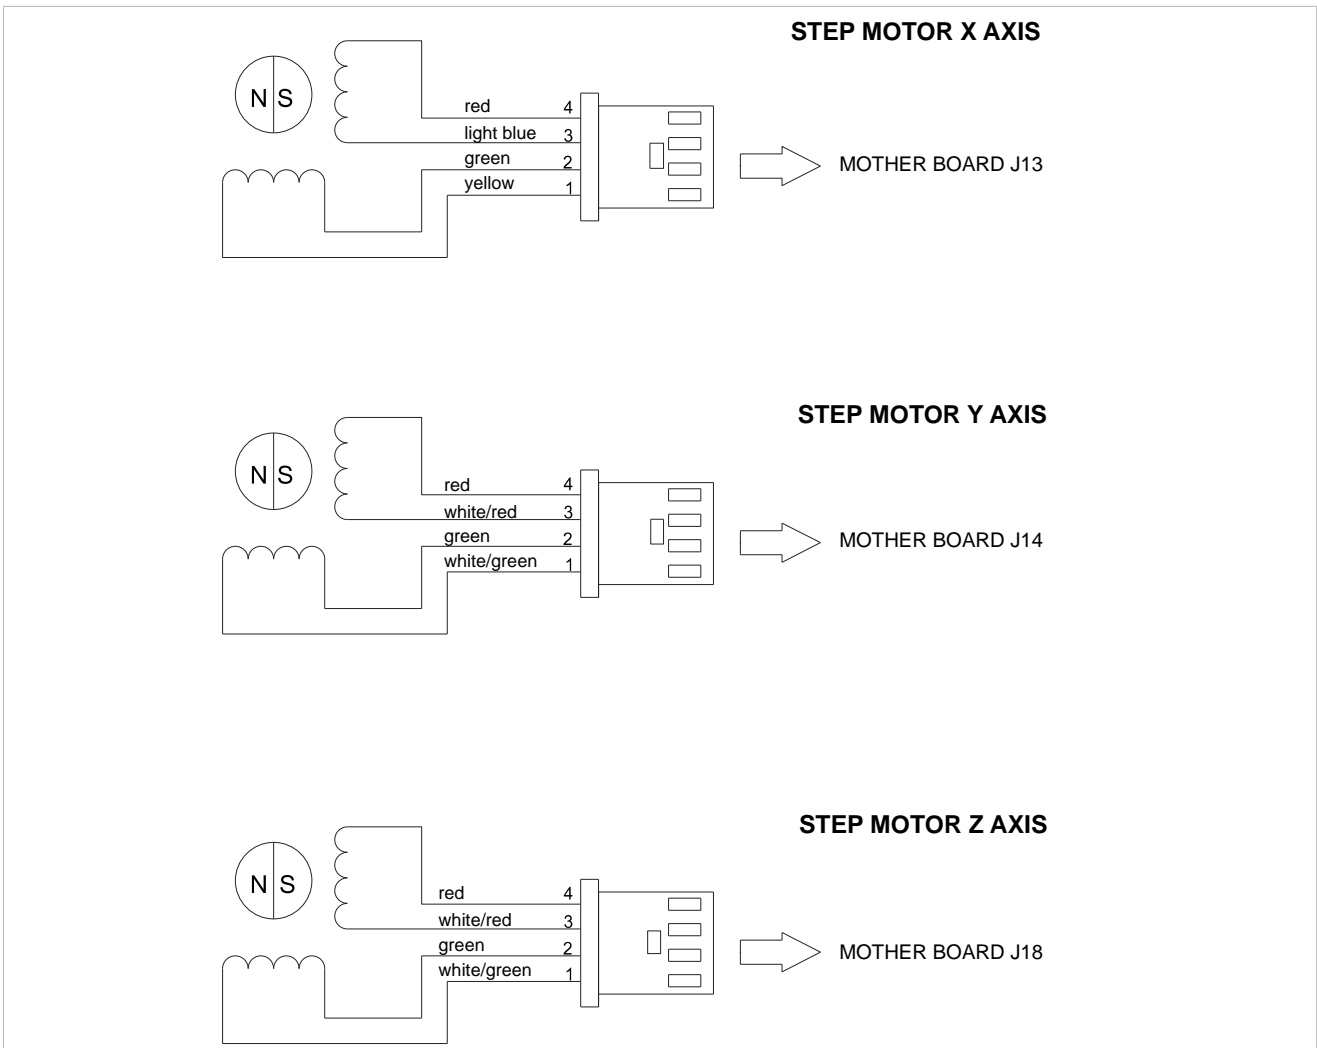 STEP MOTOR X AXIS
N S
red 4
light blue 3
green 2
yellow 1
MOTHER BOARD J13
STEP MOTOR Y AXIS
N S
red 4
white/red 3
green 2
white/green 1
MOTHER BOARD J14
STEP MOTOR Z AXIS
N S
red 4
white/red 3
green 2
white/green 1
MOTHER BOARD J18